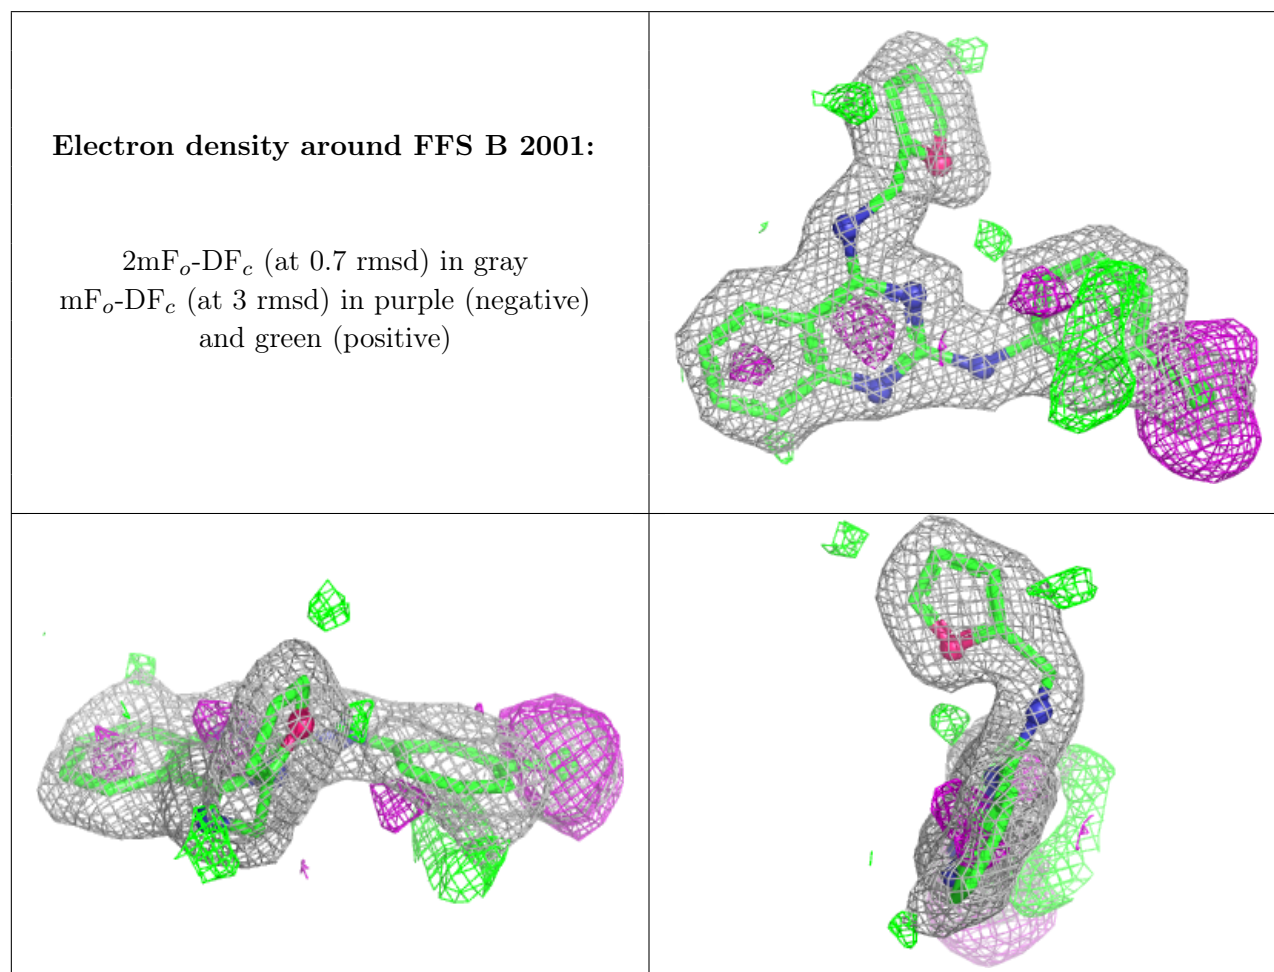 Electron density around FFS B 2001:
2mFo-DFc (at 0.7 rmsd) in gray
mFo-DFc (at 3 rmsd) in purple (negative)
and green (positive)